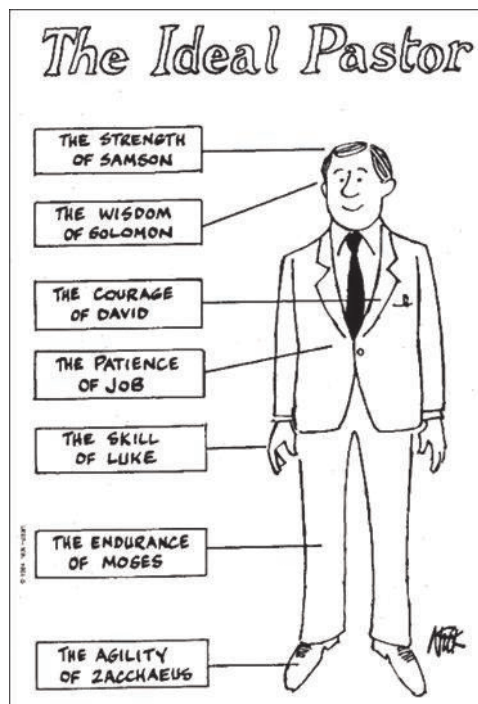 The Ideal Pastor
THE STRENGTH
OF SAMSON
THE WISDOM
OF SOLOMON
THE COURAGE
OF DAVID
THE PATIENCE
OF JOB
THE SKILL
OF LUKE
THE ENDURANCE
OF MOSES
THE AGILITY
OF ZACCHAEUS